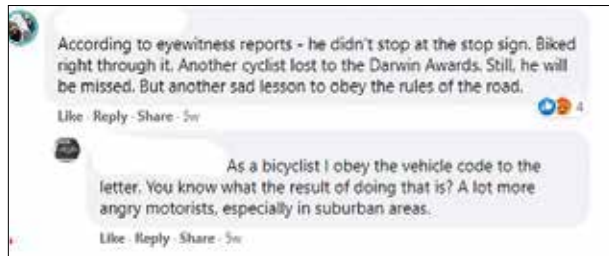 According to eyewitness reports - he didn't stop at the stop sign. Biked
right through it. Another cyclist lost to the Darwin Awards. Still, he will
be missed. But another sad lesson to obey the rules of the road.
4
Like · Reply · Share · 5w
As a bicyclist I obey the vehicle code to the
letter. You know what the result of doing that is? A lot more
angry motorists, especially in suburban areas.
Like · Reply · Share · 5w